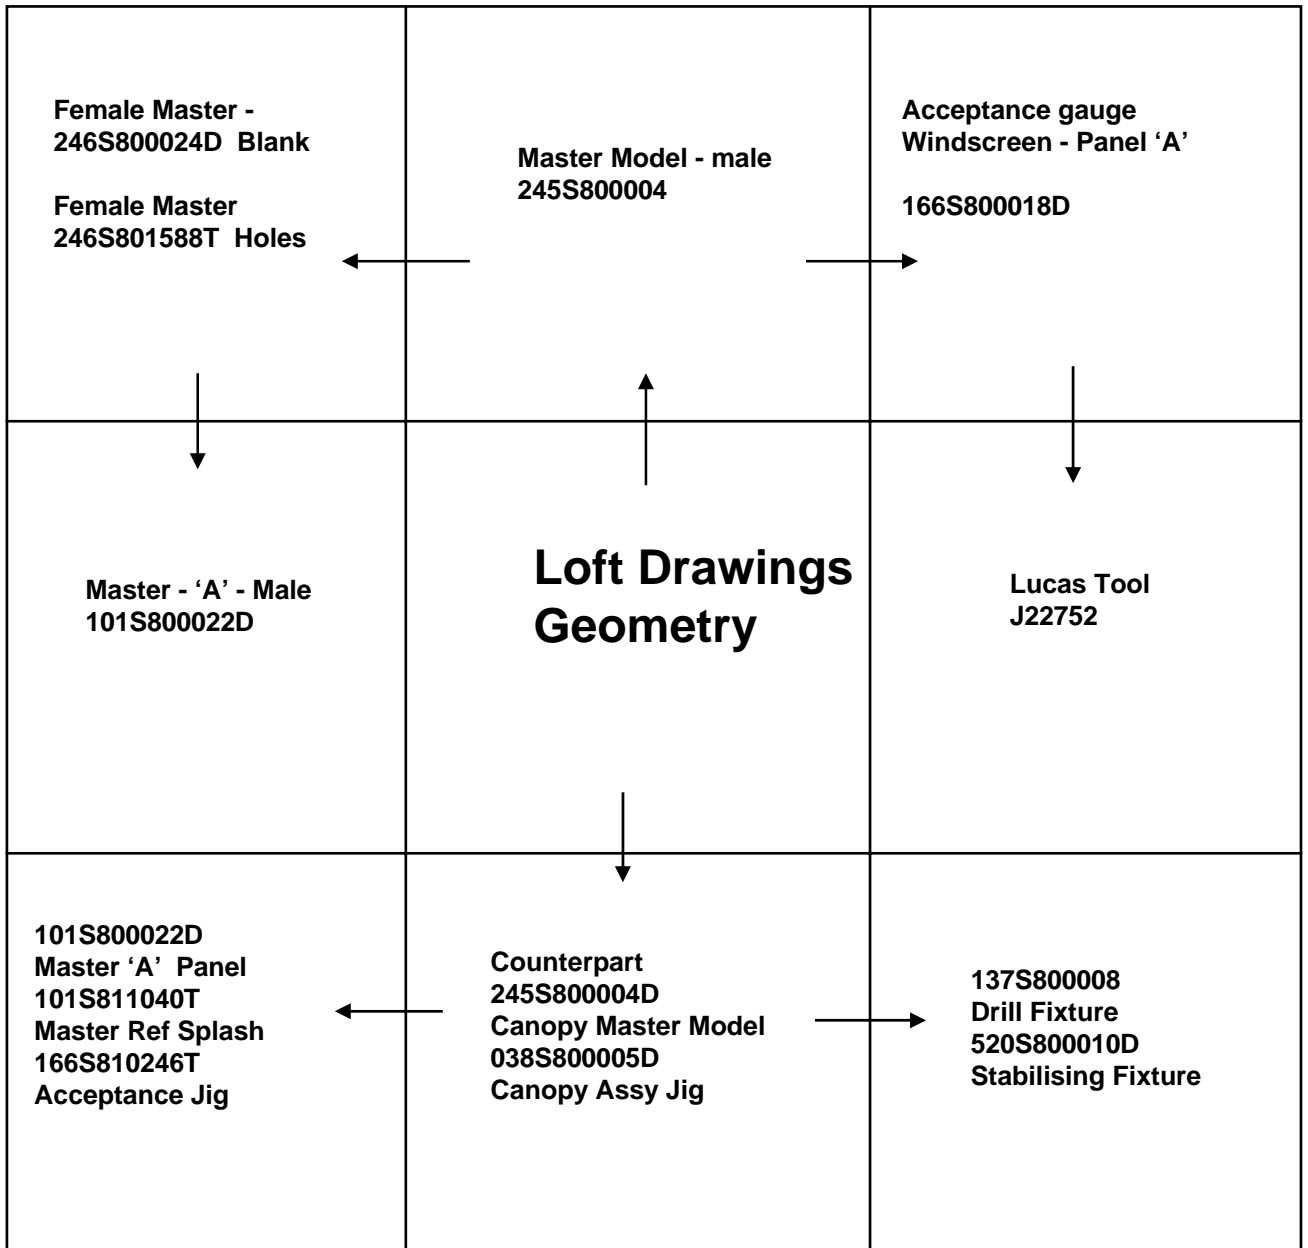 Female Master -
246S800024D  Blank
Female Master
246S801588T  Holes
Master Model - male
245S800004
Acceptance gauge
Windscreen - Panel ‘A’
166S800018D
Master - ‘A’ - Male
101S800022D
Loft Drawings
Geometry
Lucas Tool
J22752
101S800022D
Master ‘A’  Panel
101S811040T
Master Ref Splash
166S810246T
Acceptance Jig
Counterpart
245S800004D
Canopy Master Model
038S800005D
Canopy Assy Jig
137S800008
Drill Fixture
520S800010D
Stabilising Fixture